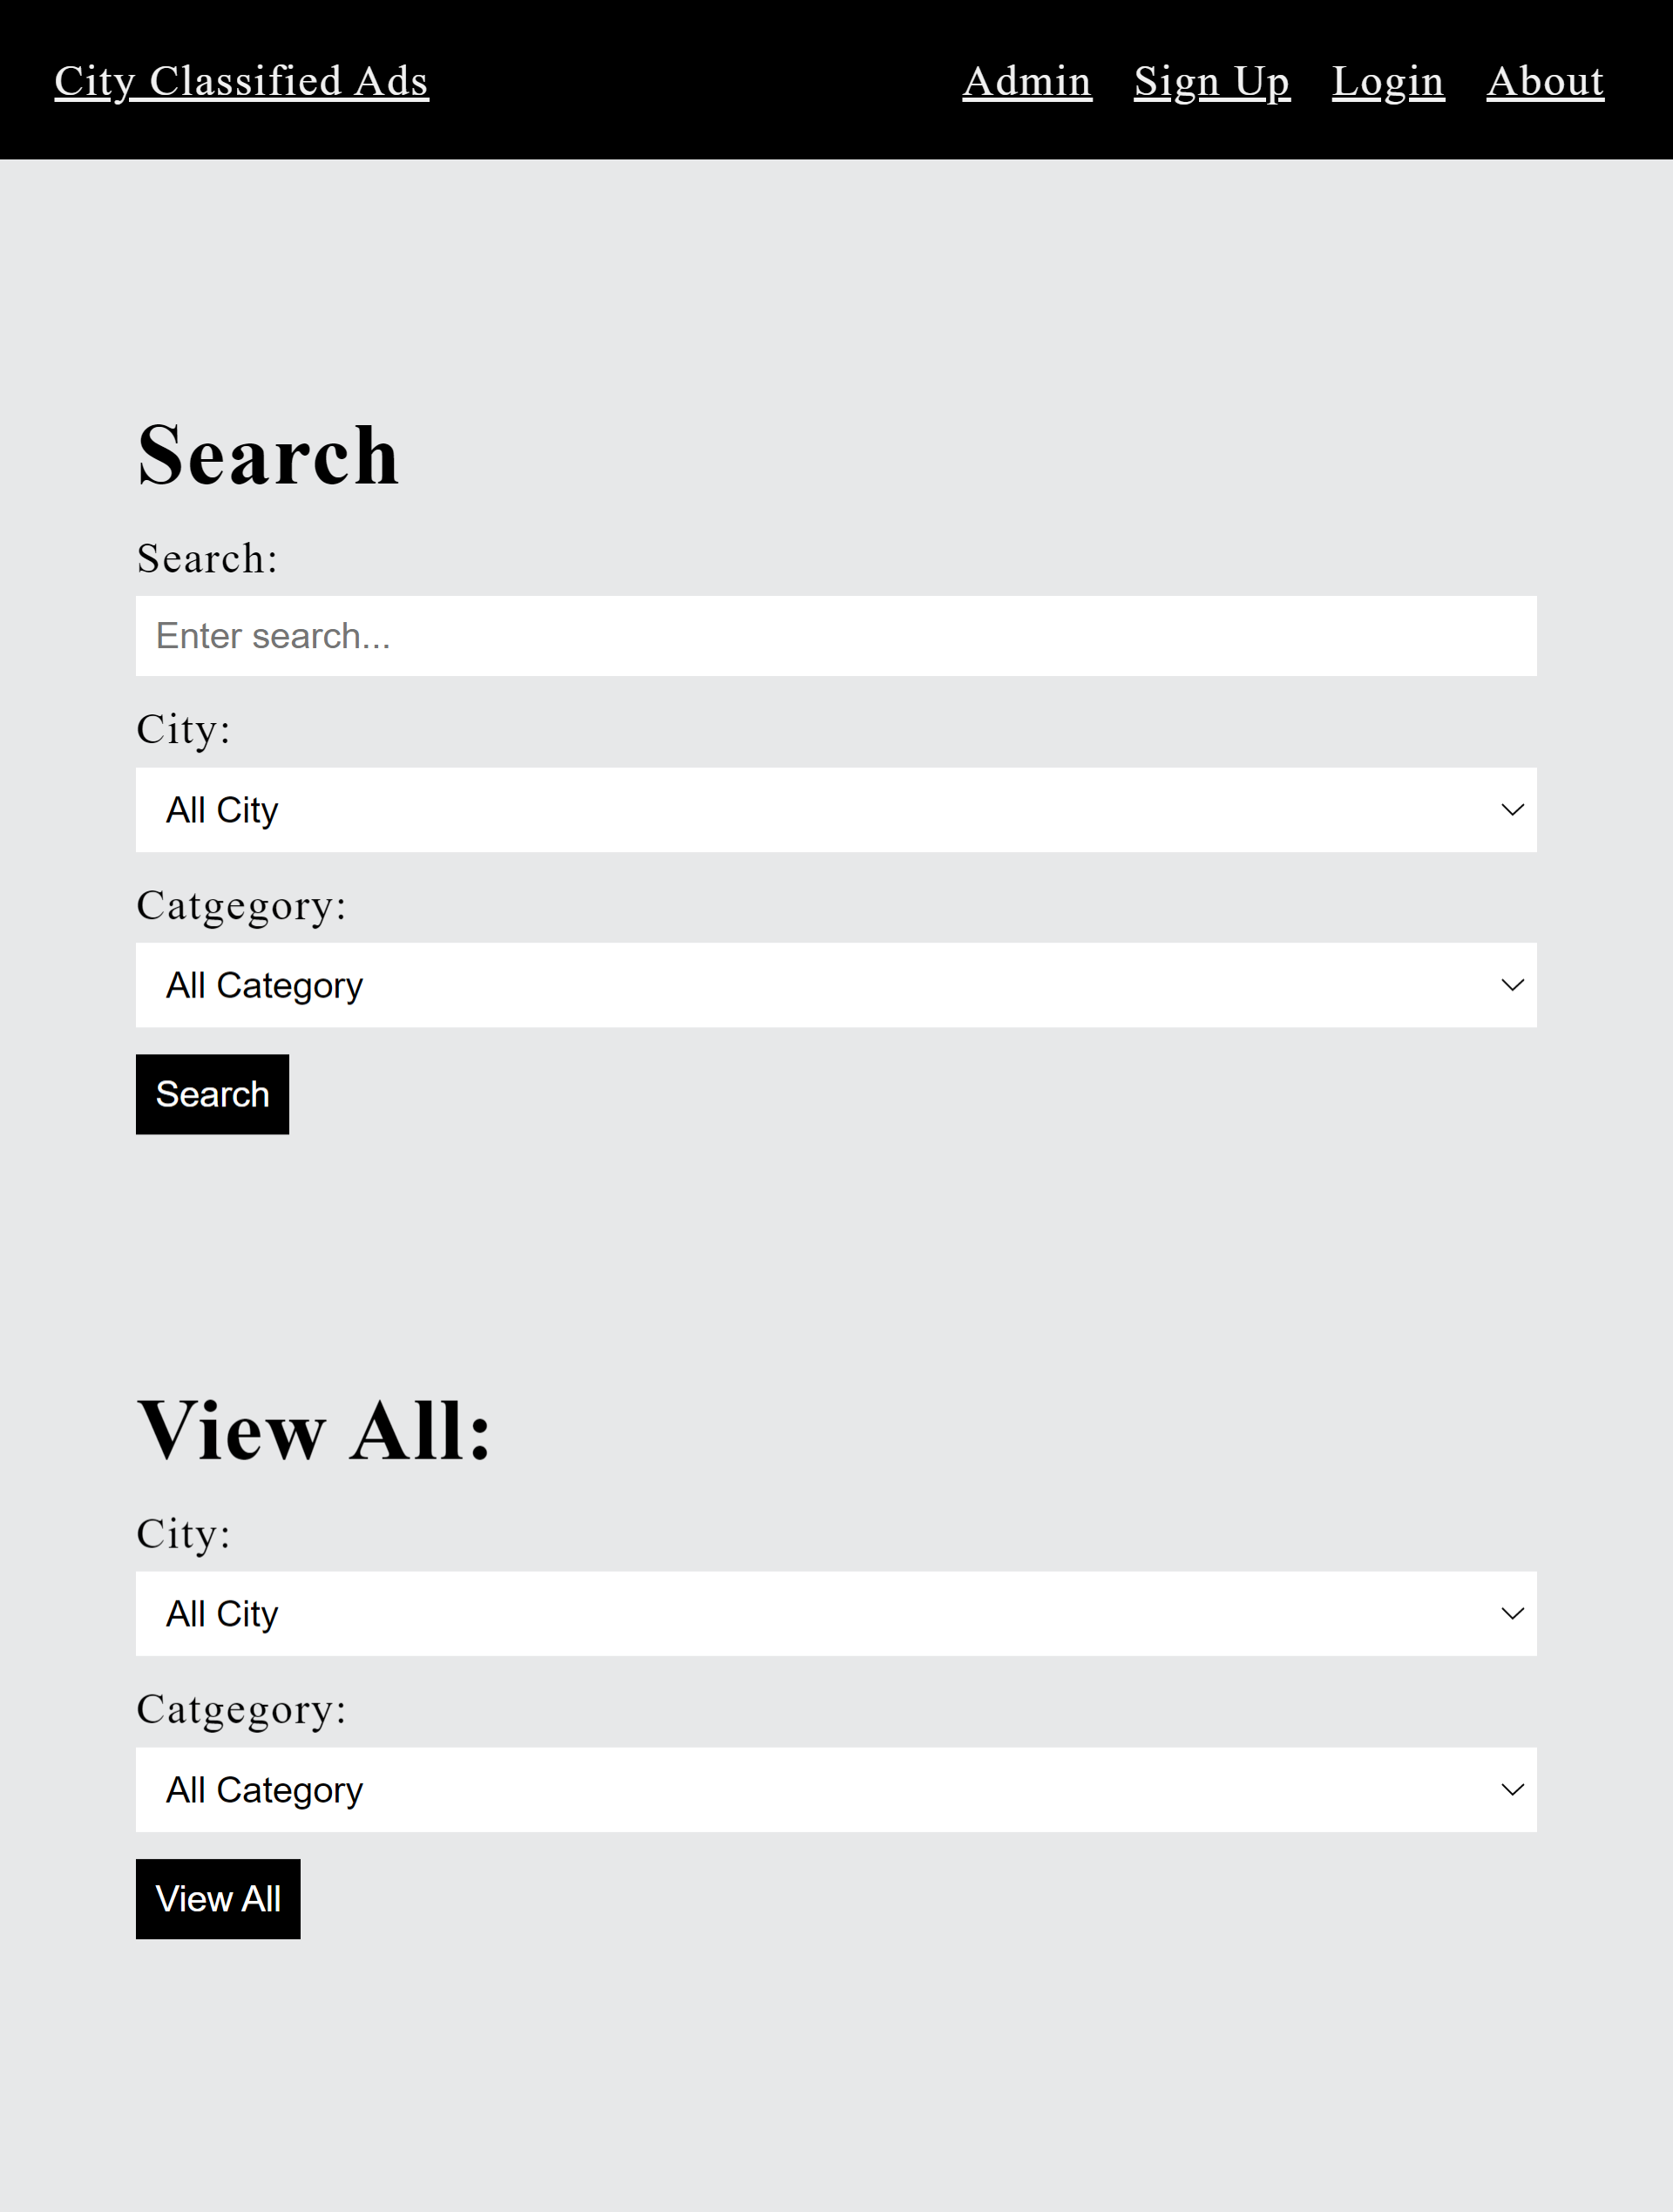 City Classified Ads Admin Sign Up Login About
Search
Search:
Enter search...
City:
All City
Catgegory:
All Category
Search
View All:
City:
All City
Catgegory:
All Category
View All